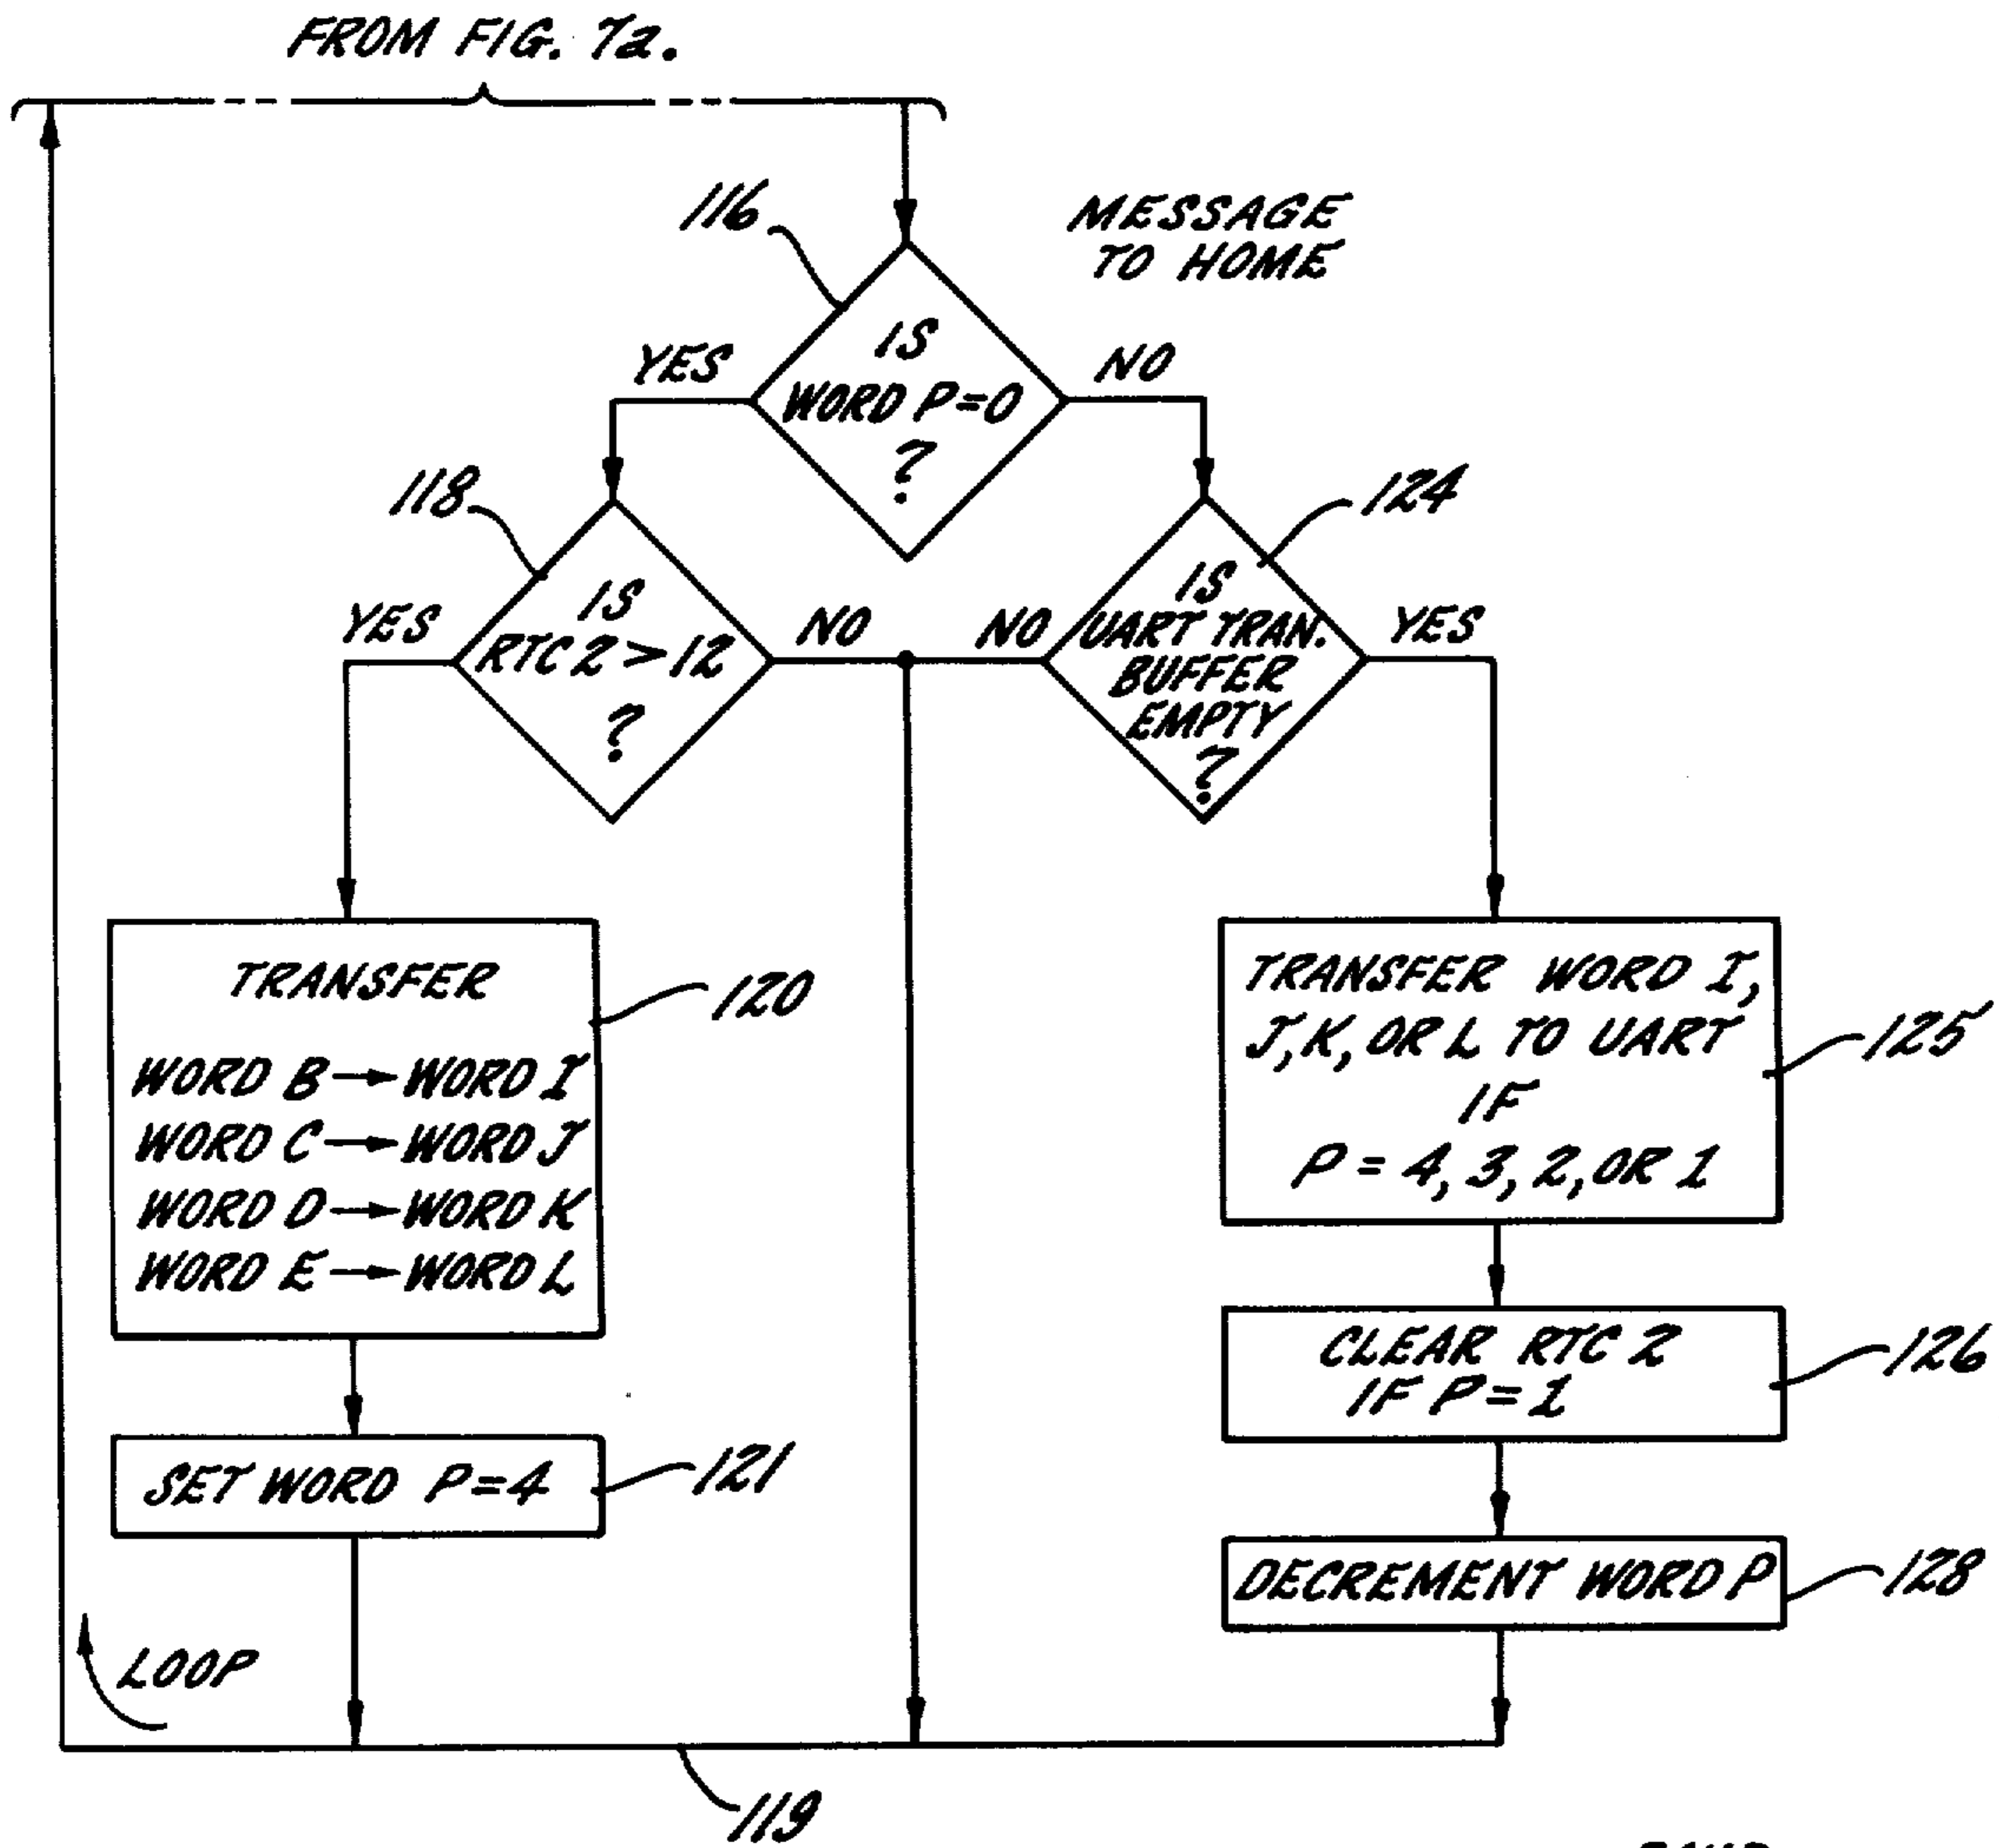 FROM FIG. 7a.
116
MESSAGE
TO HOME
IS
WORD P=0
?
YES
NO
118
124
IS
RTC 2 > 12
?
YES
NO
NO
IS
UART TRAN.
BUFFER
EMPTY
?
YES
TRANSFER
WORD B → WORD I
WORD C → WORD J
WORD D → WORD K
WORD E → WORD L
120
TRANSFER WORD I,
J, K, OR L TO UART
IF
P = 4, 3, 2, OR 1
125
CLEAR RTC 2
IF P = 1
126
SET WORD P=4
121
DECREMENT WORD P
128
LOOP
119